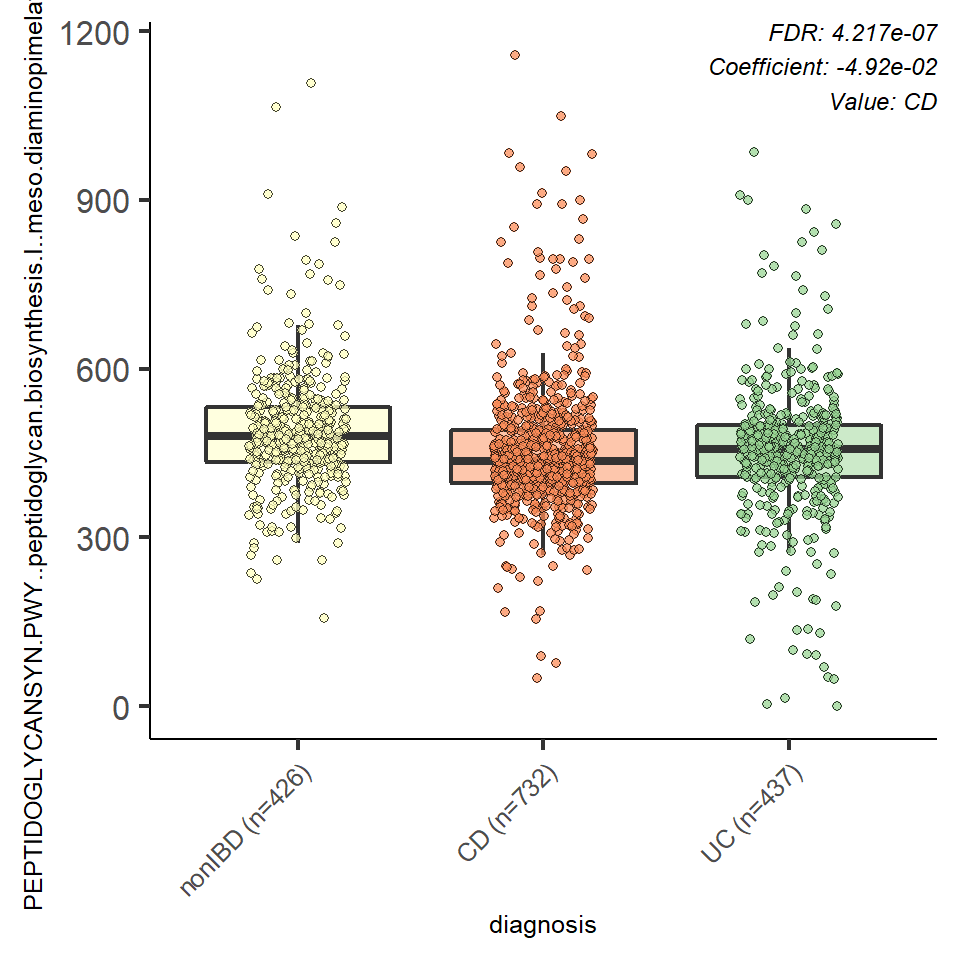 FDR: 4.217e-07
Coefficient: -4.92e-02
Value: CD
PEPTIDOGLYCANSYN.PWY..peptidoglycan.biosynthesis.I..meso.diaminopimela
1200
900
600
300
0
nonIBD (n=426)
CD (n=732)
UC (n=437)
diagnosis